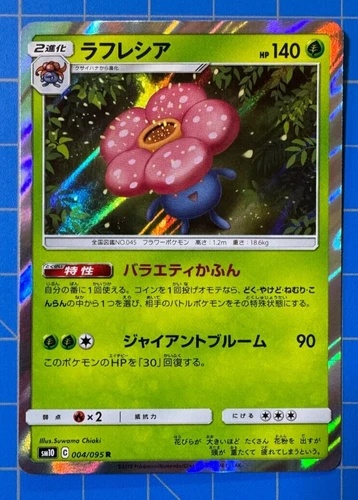 2進化 ラフレシア HP 140
クサイハナから進化
全国図鑑NO.045 フラワーポケモン 高さ:1.2m 重さ:18.6kg
特性 バラエティかふん
自分の番に1回使える。コインを1回投げオモテなら、どく・やけど・ねむり・こ
んらんの中から1つを選び、相手のバトルポケモンをその特殊状態にする。
ジャイアントブルーム 90
このポケモンのHPを「30」回復する。
弱点 ×2 抵抗力 にげる
Illus.Suwama Chiaki
sm10 G 004/095 R
花びらが 大きいほど たくさん 花粉を 出すが
頭が 重たくて 疲れてしまうという。